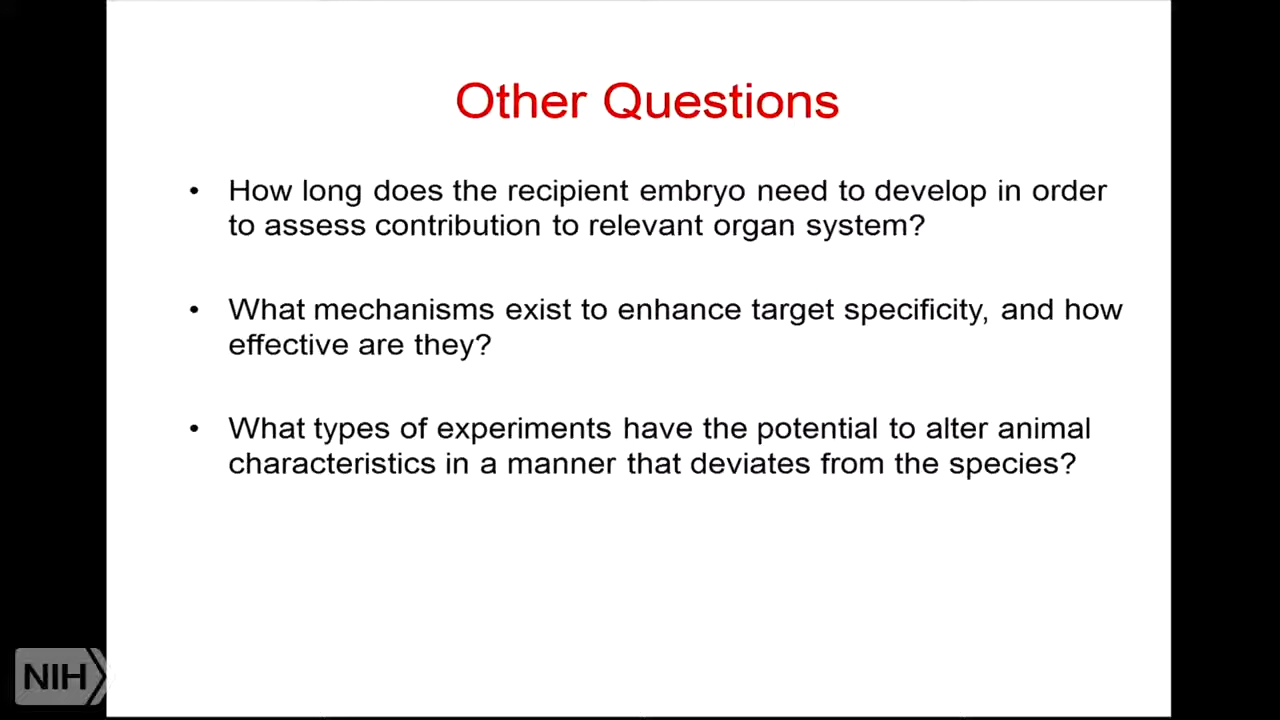 Other Questions
• How long does the recipient embryo need to develop in order
to assess contribution to relevant organ system?
• What mechanisms exist to enhance target specificity, and how
effective are they?
• What types of experiments have the potential to alter animal
characteristics in a manner that deviates from the species?
NIH